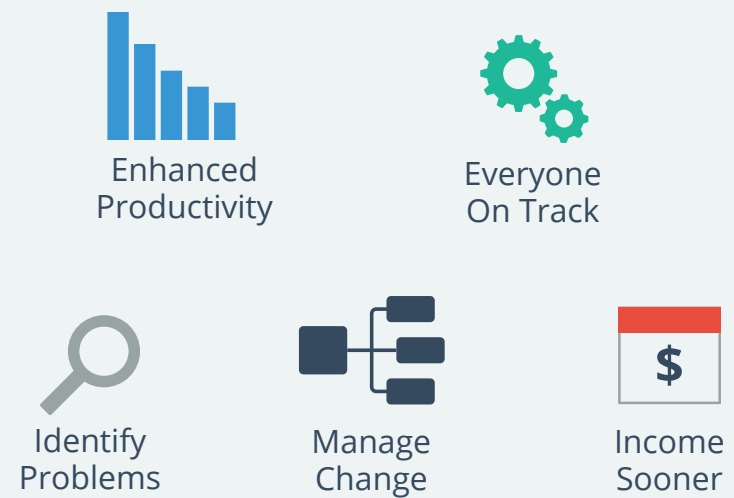 Enhanced
Productivity
Everyone
On Track
$
Identify
Problems
Manage
Change
Income
Sooner